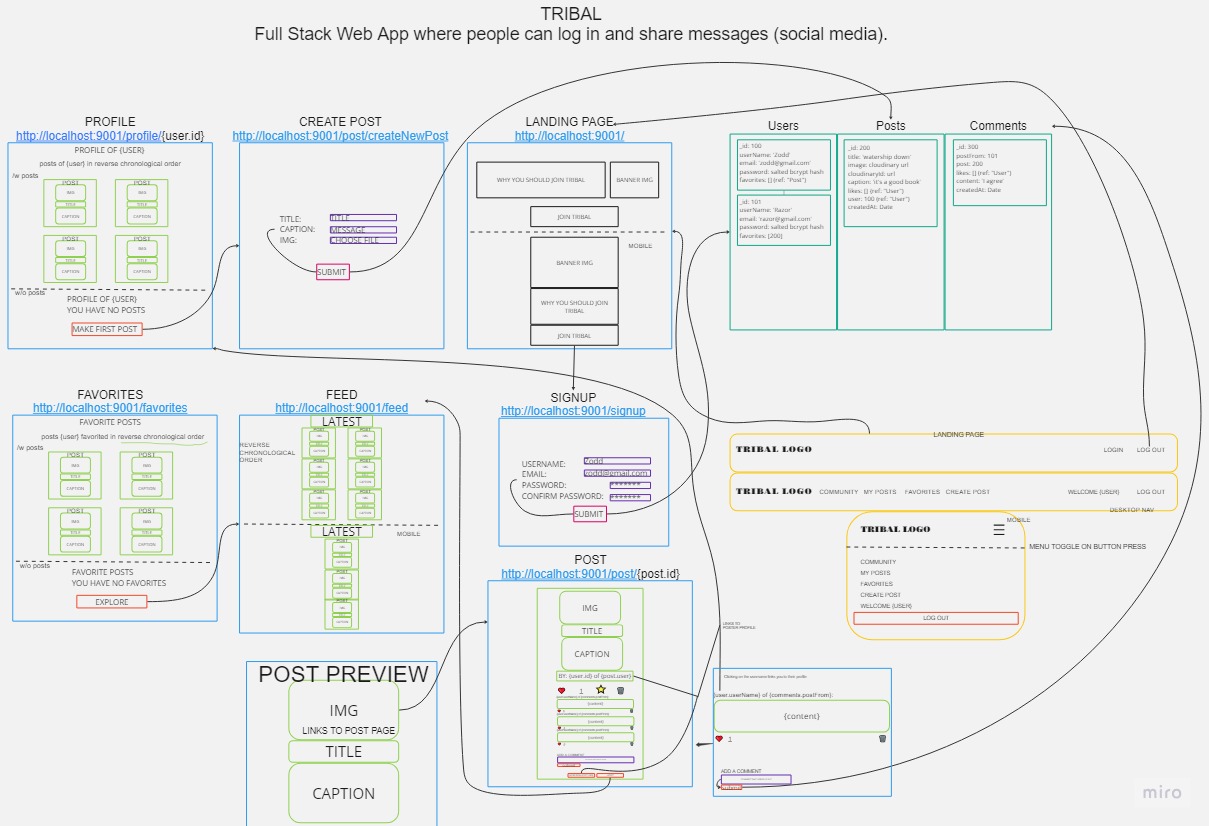 TRIBAL
Full Stack Web App where people can log in and share messages (social media).
PROFILE
http://localhost:9001/profile/{user.id}
PROFILE OF {USER}
posts of {user} in reverse chronological order
/w posts
POST
IMG
TITLE
CAPTION
POST
IMG
TITLE
CAPTION
POST
IMG
TITLE
CAPTION
POST
IMG
TITLE
CAPTION
w/o posts
PROFILE OF {USER}
YOU HAVE NO POSTS
MAKE FIRST POST
CREATE POST
http://localhost:9001/post/createNewPost
TITLE: TITLE
CAPTION: MESSAGE
IMG: CHOOSE FILE
SUBMIT
LANDING PAGE
http://localhost:9001/
WHY YOU SHOULD JOIN TRIBAL
BANNER IMG
JOIN TRIBAL
MOBILE
BANNER IMG
WHY YOU SHOULD JOIN
TRIBAL
JOIN TRIBAL
Users
_id: 100
userName: 'Zodd'
email: 'zodd@gmail.com'
password: salted bcrypt hash
favorites: [] (ref: "Post")
_id: 101
userName: 'Razor'
email: 'razor@gmail.com'
password: salted bcrypt hash
favorites: [200]
Posts
_id: 200
title: 'watership down'
image: cloudinary url
cloudinaryId: url
caption: 'it's a good book'
likes: [] (ref: "User")
user: 100 (ref: "User")
createdAt: Date
Comments
_id: 300
postFrom: 101
post: 200
likes: [] (ref: "User")
content: 'I agree'
createdAt: Date
FAVORITES
http://localhost:9001/favorites
FAVORITE POSTS
posts {user} favorited in reverse chronological order
/w posts
POST
IMG
TITLE
CAPTION
POST
IMG
TITLE
CAPTION
POST
IMG
TITLE
CAPTION
POST
IMG
TITLE
CAPTION
w/o posts
FAVORITE POSTS
YOU HAVE NO FAVORITES
EXPLORE
FEED
http://localhost:9001/feed
LATEST
REVERSE
CHRONOLOGICAL
ORDER
LATEST
MOBILE
SIGNUP
http://localhost:9001/signup
USERNAME: Zodd
EMAIL: zodd@gmail.com
PASSWORD: *******
CONFIRM PASSWORD: *******
SUBMIT
LANDING PAGE
TRIBAL LOGO
LOGIN
LOG OUT
TRIBAL LOGO
COMMUNITY
MY POSTS
FAVORITES
CREATE POST
WELCOME {USER}
LOG OUT
DESKTOP NAV
MOBILE
TRIBAL LOGO
MENU TOGGLE ON BUTTON PRESS
COMMUNITY
MY POSTS
FAVORITES
CREATE POST
WELCOME {USER}
LOG OUT
POST
http://localhost:9001/post/{post.id}
IMG
TITLE
CAPTION
BY: {user.id} of {post.user}
1
{content}
{content}
{content}
ADD A COMMENT
LINKS TO
POSTER PROFILE
POST PREVIEW
IMG
LINKS TO POST PAGE
TITLE
CAPTION
Clicking on the username links you to their profile
{user.userName} of {comments.postFrom}:
{content}
1
ADD A COMMENT
submit
miro